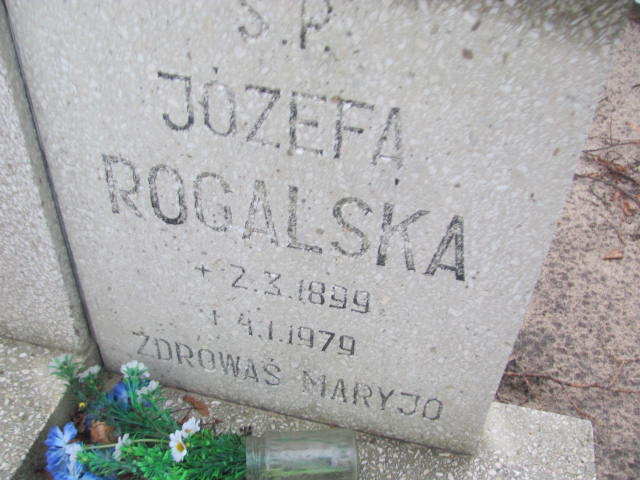 Ś.P.
JÓZEFA
ROGALSKA
+ 2.3.1899
+ 4.1.1979
ZDROWAŚ MARYJO